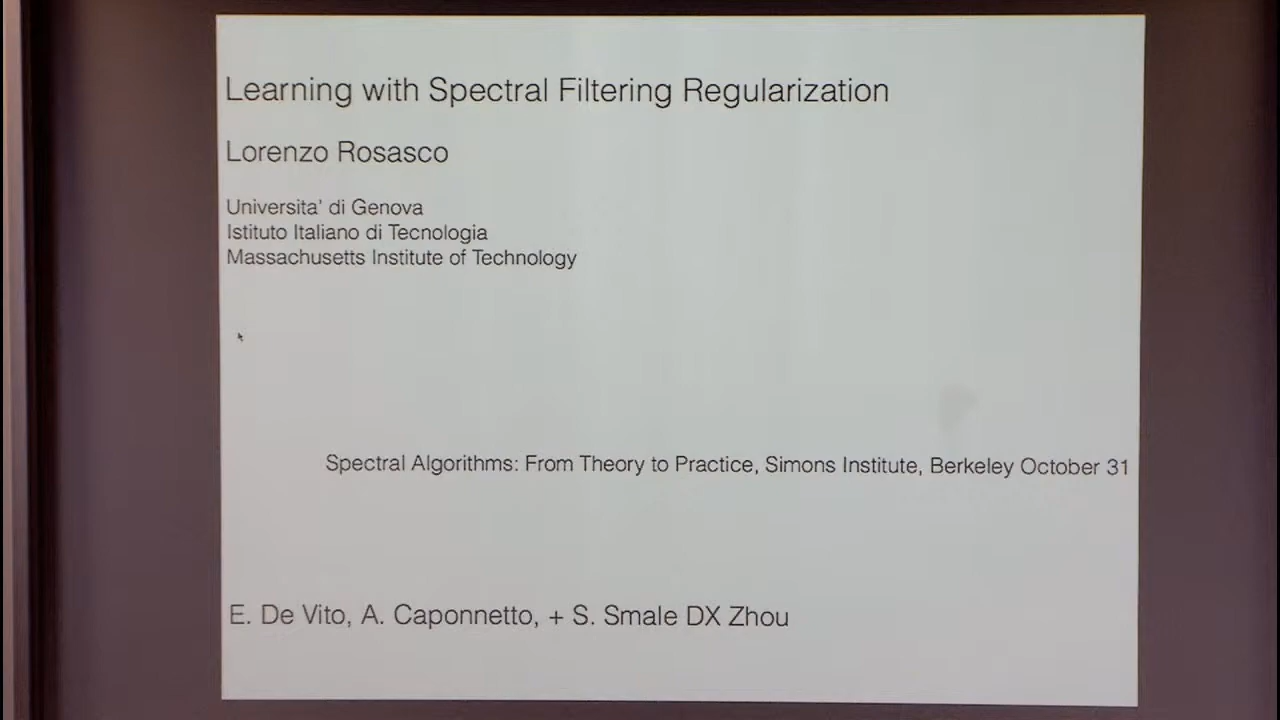 Learning with Spectral Filtering Regularization
Lorenzo Rosasco
Universita' di Genova
Istituto Italiano di Tecnologia
Massachusetts Institute of Technology
Spectral Algorithms: From Theory to Practice, Simons Institute, Berkeley October 31
E. De Vito, A. Caponnetto, + S. Smale DX Zhou